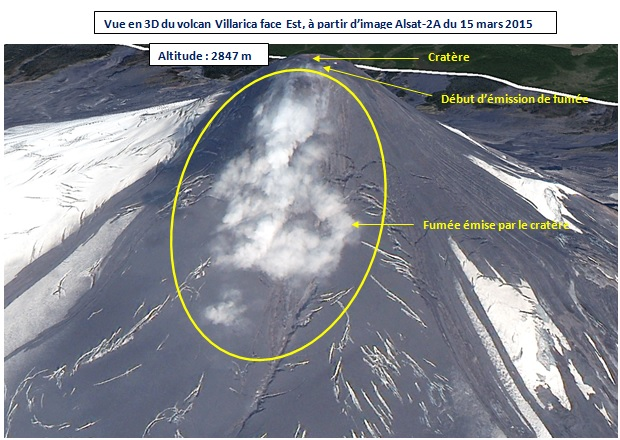 Vue en 3D du volcan Villarica face Est, à partir d'image Alsat-2A du 15 mars 2015
Altitude : 2847 m
Cratère
Début d'émission de fumée
Fumée émise par le cratère